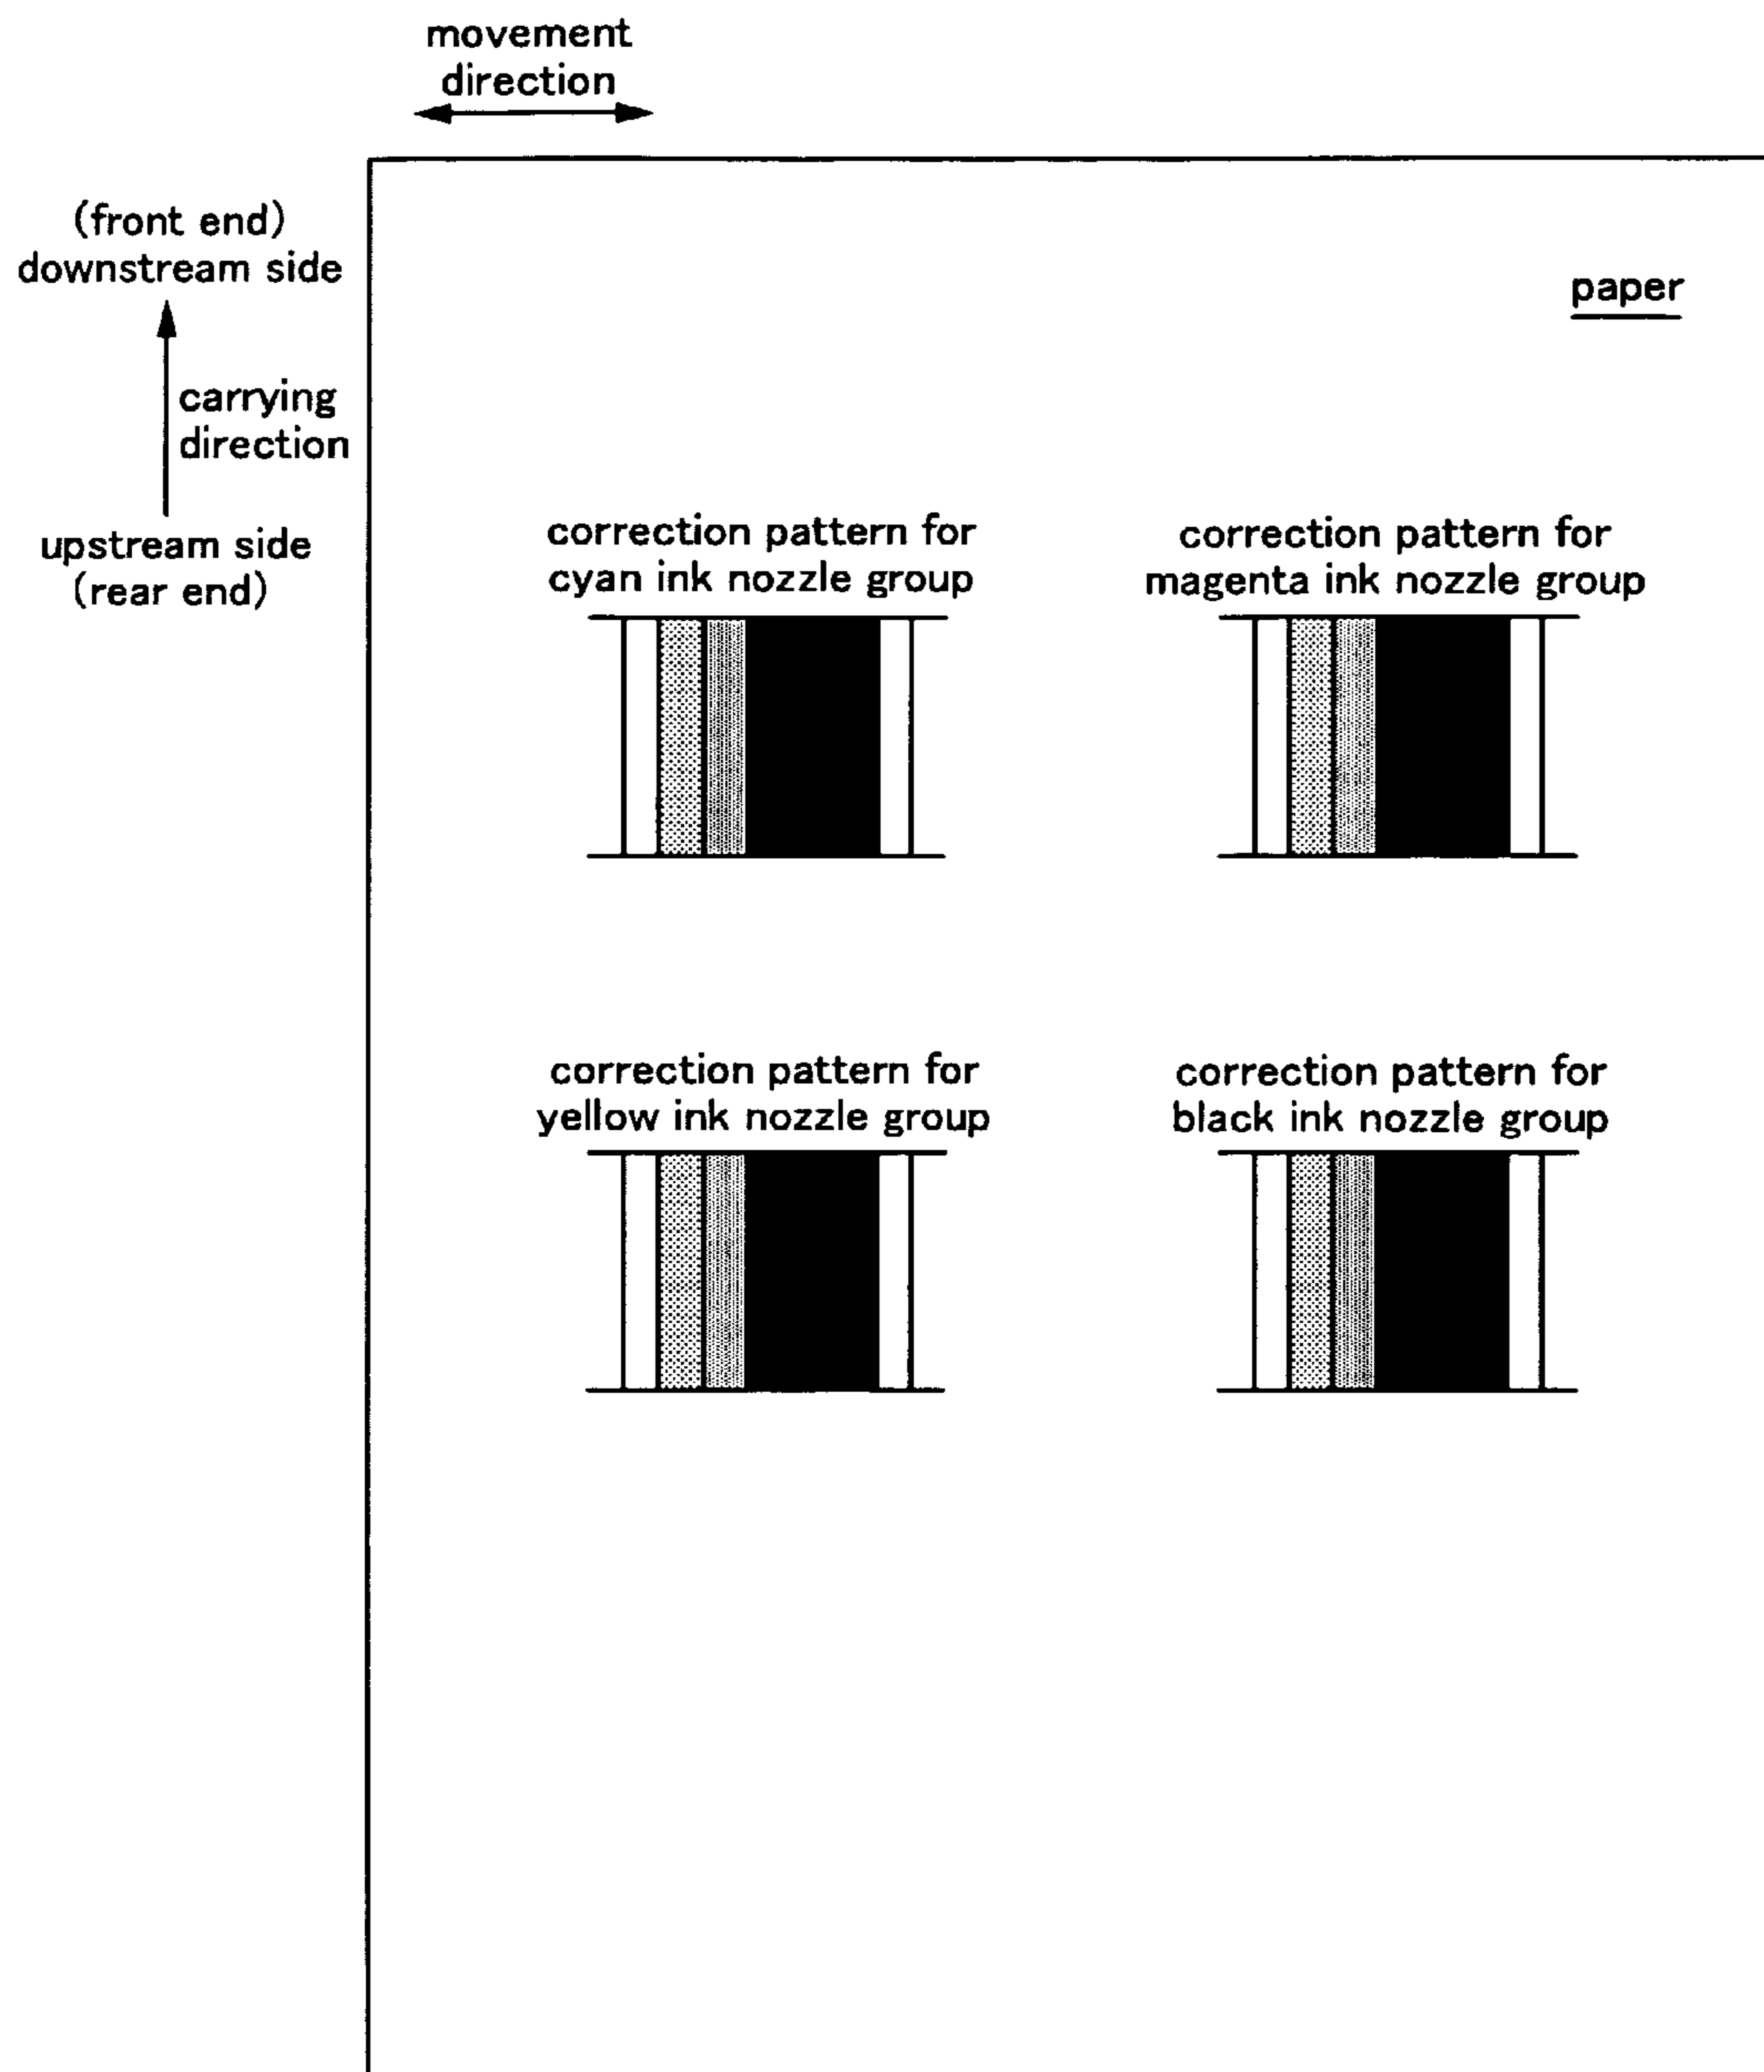 movement
direction
(front end)
downstream side
paper
carrying
direction
upstream side
(rear end)
correction pattern for
cyan ink nozzle group
correction pattern for
magenta ink nozzle group
correction pattern for
yellow ink nozzle group
correction pattern for
black ink nozzle group